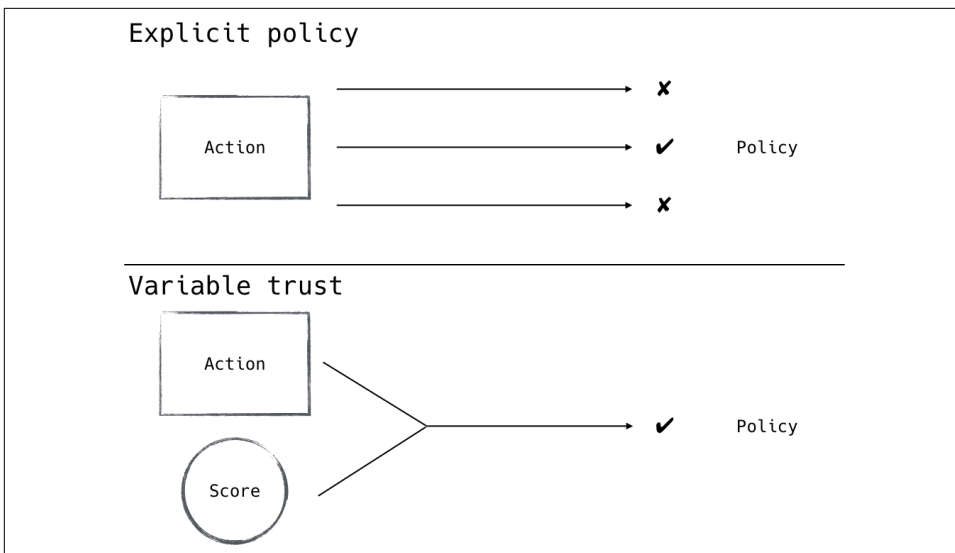 Explicit policy
✘
Action
✔ Policy
✘
Variable trust
Action
✔ Policy
Score